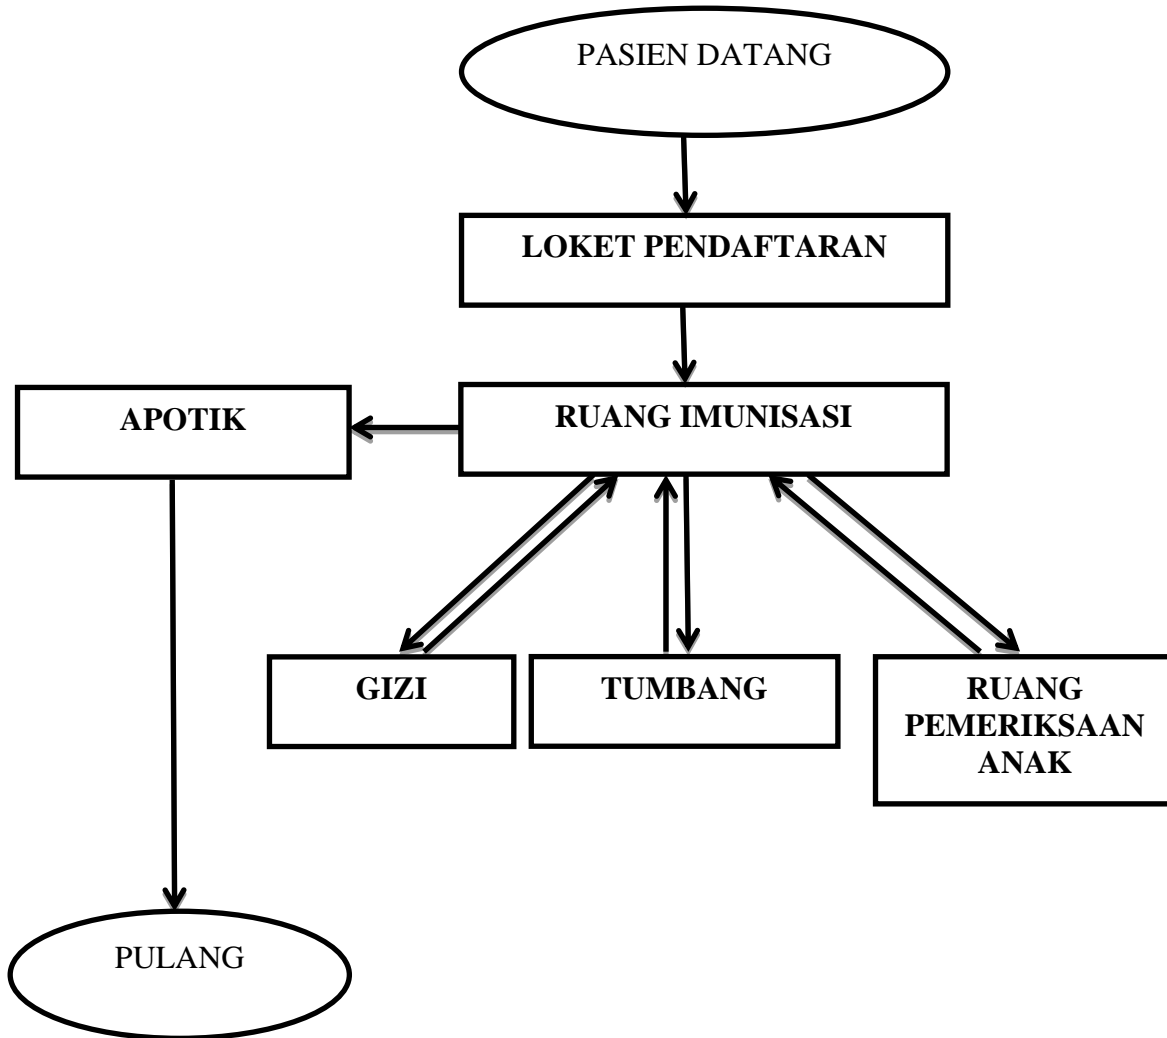 PASIEN DATANG
LOKET PENDAFTARAN
APOTIK
RUANG IMUNISASI
GIZI
TUMBANG
RUANG
PEMERIKSAAN
ANAK
PULANG